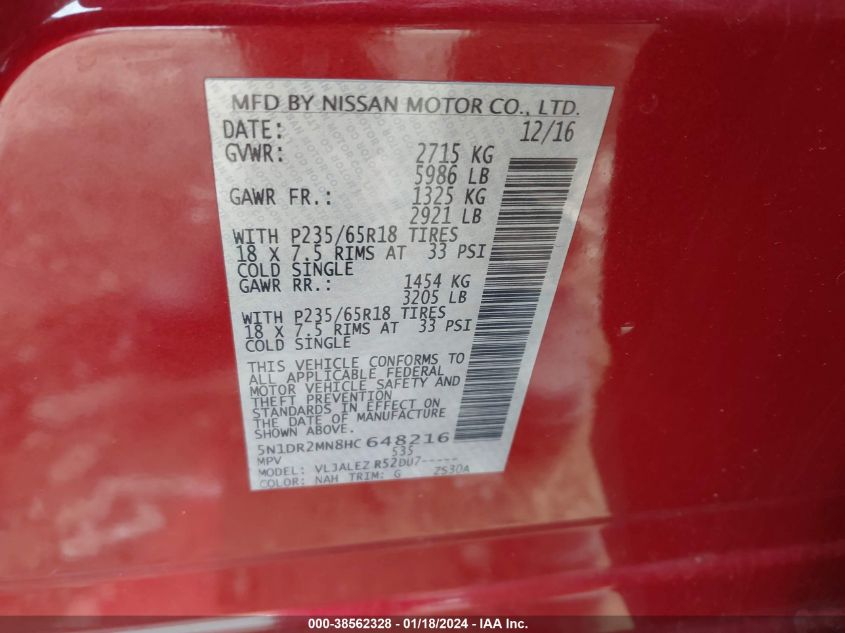 MFD BY NISSAN MOTOR CO., LTD.
DATE: 12/16
GVWR: 2715 KG
5986 LB
GAWR FR.: 1325 KG
2921 LB
WITH P235/65R18 TIRES
18 X 7.5 RIMS AT 33 PSI
COLD SINGLE
GAWR RR.: 1454 KG
3205 LB
WITH P235/65R18 TIRES
18 X 7.5 RIMS AT 33 PSI
COLD SINGLE
THIS VEHICLE CONFORMS TO
ALL APPLICABLE FEDERAL
MOTOR VEHICLE SAFETY AND
THEFT PREVENTION
STANDARDS IN EFFECT ON
THE DATE OF MANUFACTURE
SHOWN ABOVE.
5N1DR2MN8HC 648216
MPV 535
MODEL: VLJALEZ R52DU7-----
COLOR: NAH TRIM: G ZS30A
000-38562328 - 01/18/2024 - IAA Inc.